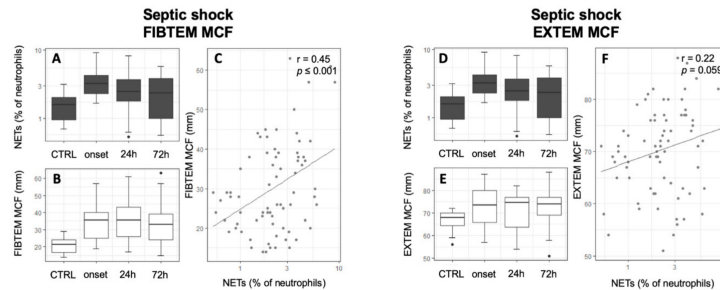 Septic shock
FIBTEM MCF
A
NETs (% of neutrophils)
10
3
1
CTRL
onset
24h
72h
B
FIBTEM MCF (mm)
60
40
20
CTRL
onset
24h
72h
C
r = 0.45
p ≤ 0.001
FIBTEM MCF (mm)
60
50
40
30
20
1
3
9
NETs (% of neutrophils)
Septic shock
EXTEM MCF
D
NETs (% of neutrophils)
10
3
1
CTRL
onset
24h
72h
E
EXTEM MCF (mm)
80
70
60
50
CTRL
onset
24h
72h
F
r = 0.22
p = 0.059
EXTEM MCF (mm)
80
70
60
50
1
3
NETs (% of neutrophils)